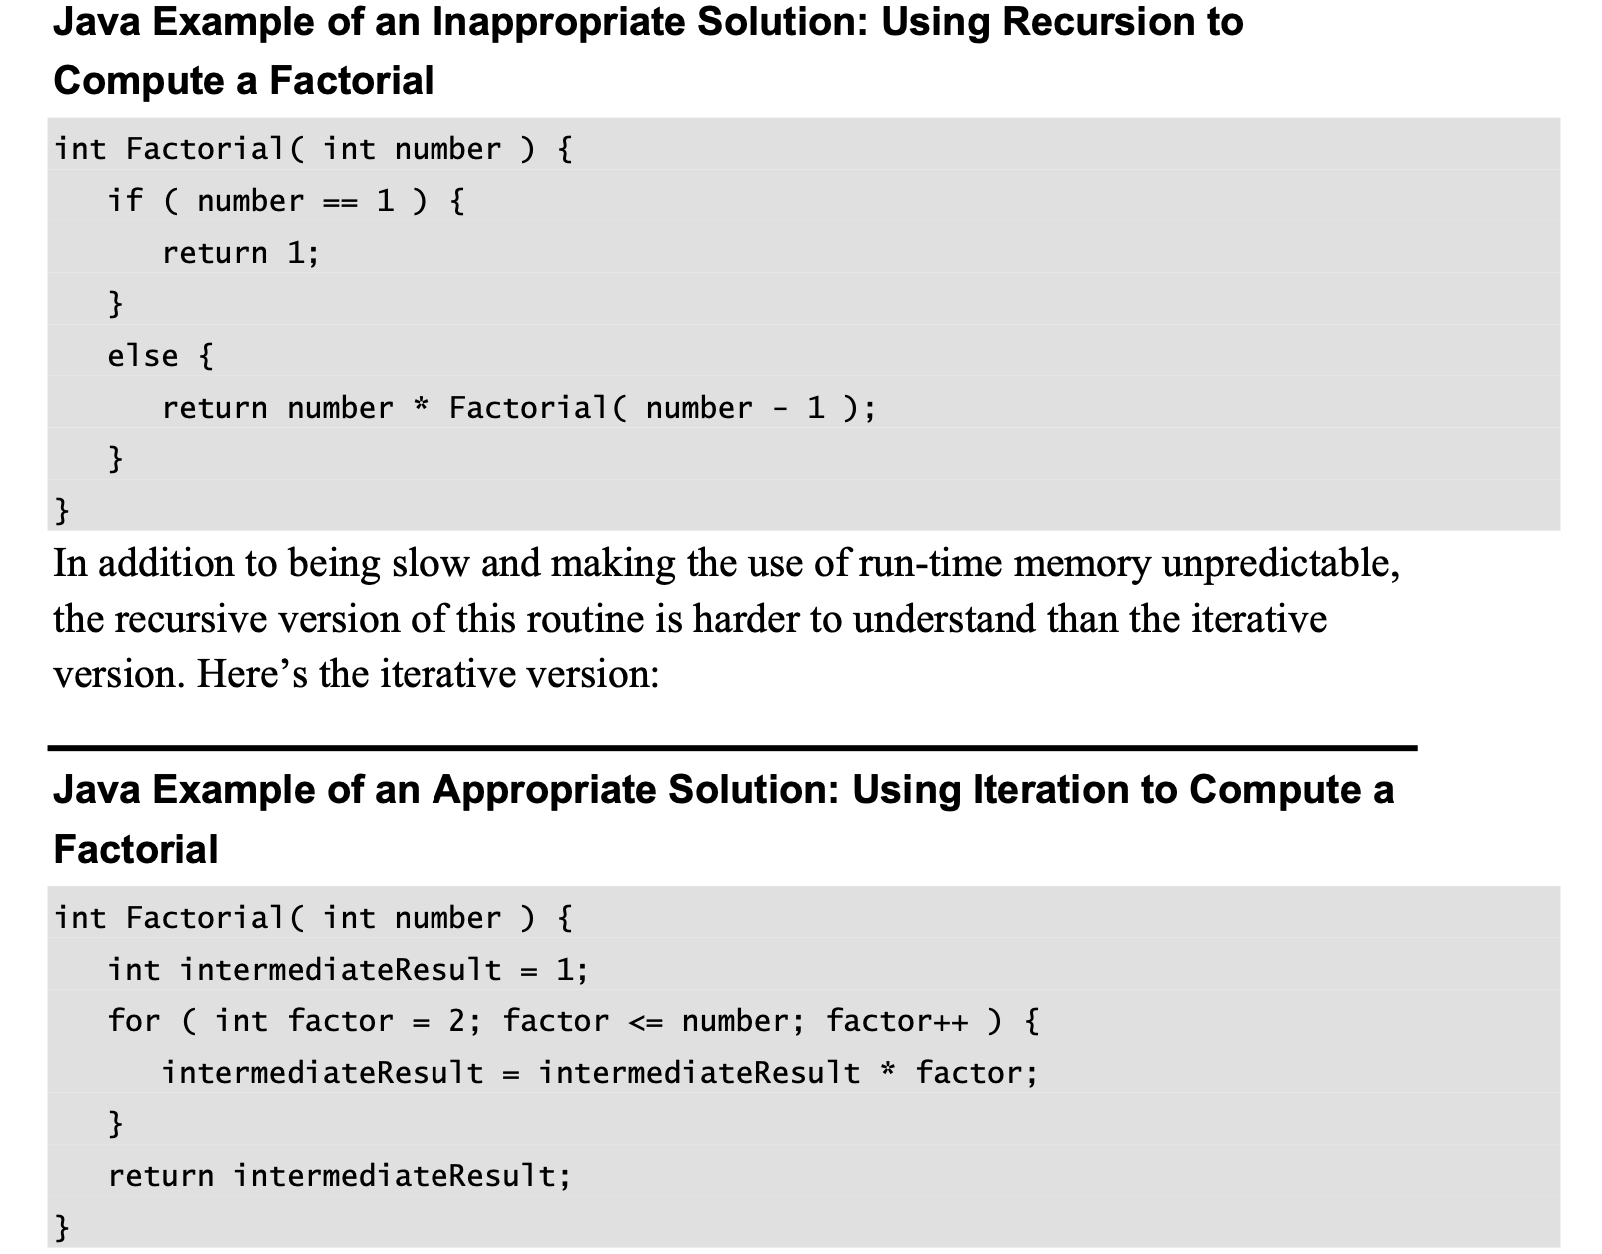 Java Example of an Inappropriate Solution: Using Recursion to
Compute a Factorial
int Factorial( int number ) {
   if ( number == 1 ) {
      return 1;
   }
   else {
      return number * Factorial( number - 1 );
   }
}
In addition to being slow and making the use of run-time memory unpredictable,
the recursive version of this routine is harder to understand than the iterative
version. Here’s the iterative version:
Java Example of an Appropriate Solution: Using Iteration to Compute a
Factorial
int Factorial( int number ) {
   int intermediateResult = 1;
   for ( int factor = 2; factor <= number; factor++ ) {
      intermediateResult = intermediateResult * factor;
   }
   return intermediateResult;
}